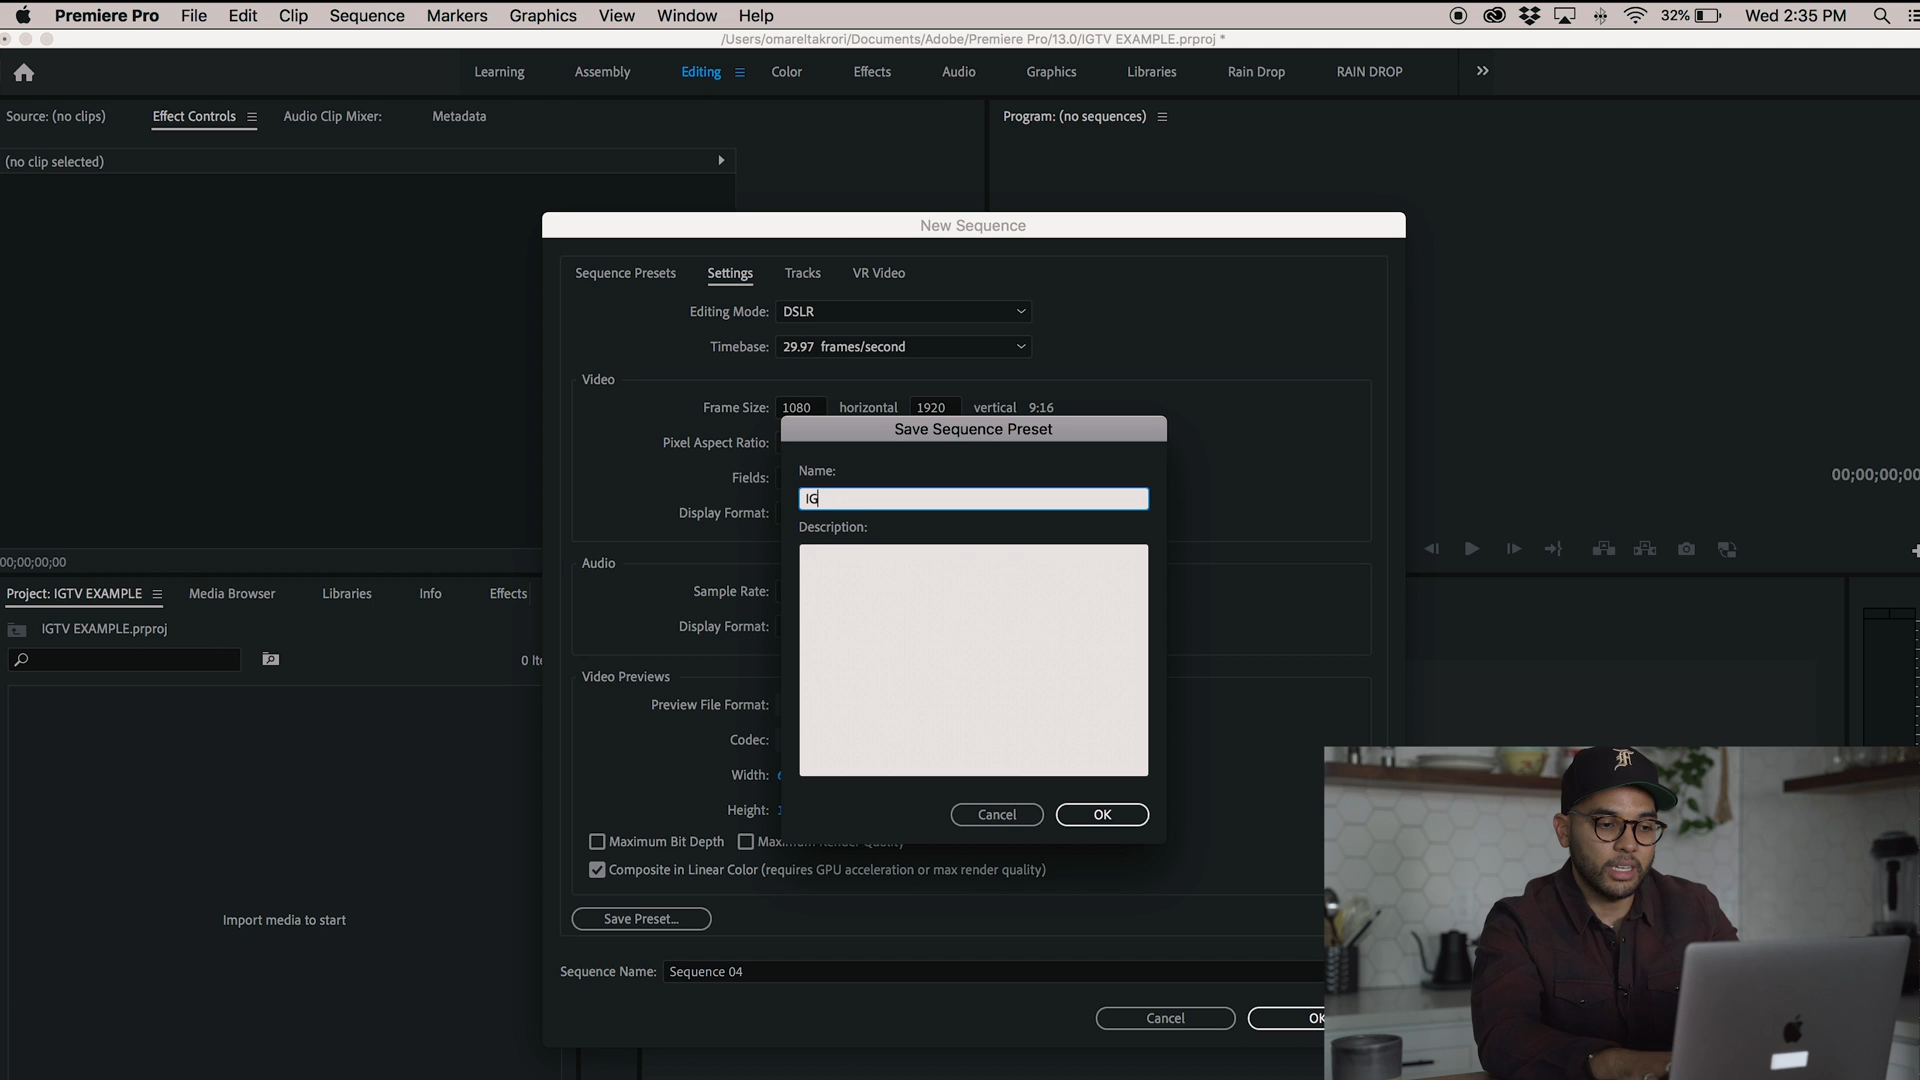 Premiere Pro File Edit Clip Sequence Markers Graphics View Window Help 32% Wed 2:35 PM
/Users/omareltakrori/Documents/Adobe/Premiere Pro/13.0/IGTV EXAMPLE.prproj *
Learning Assembly Editing Color Effects Audio Graphics Libraries Rain Drop RAIN DROP
Source: (no clips) Effect Controls Audio Clip Mixer: Metadata Program: (no sequences)
(no clip selected)
New Sequence
Sequence Presets Settings Tracks VR Video
Editing Mode: DSLR
Timebase: 29.97 frames/second
Video
Frame Size: 1080 horizontal 1920 vertical 9:16
Save Sequence Preset
Pixel Aspect Ratio:
Name:
00;00;00;00
Fields:
IG
Display Format:
Description:
00;00;00;00
Audio
Sample Rate:
Project: IGTV EXAMPLE Media Browser Libraries Info Effects
Display Format:
IGTV EXAMPLE.prproj
0 Ite
Video Previews
Preview File Format:
Codec:
Width:
Height:
Cancel OK
Maximum Bit Depth Maximum Render Quality
Composite in Linear Color (requires GPU acceleration or max render quality)
Save Preset...
Import media to start
Sequence Name: Sequence 04
Cancel OK